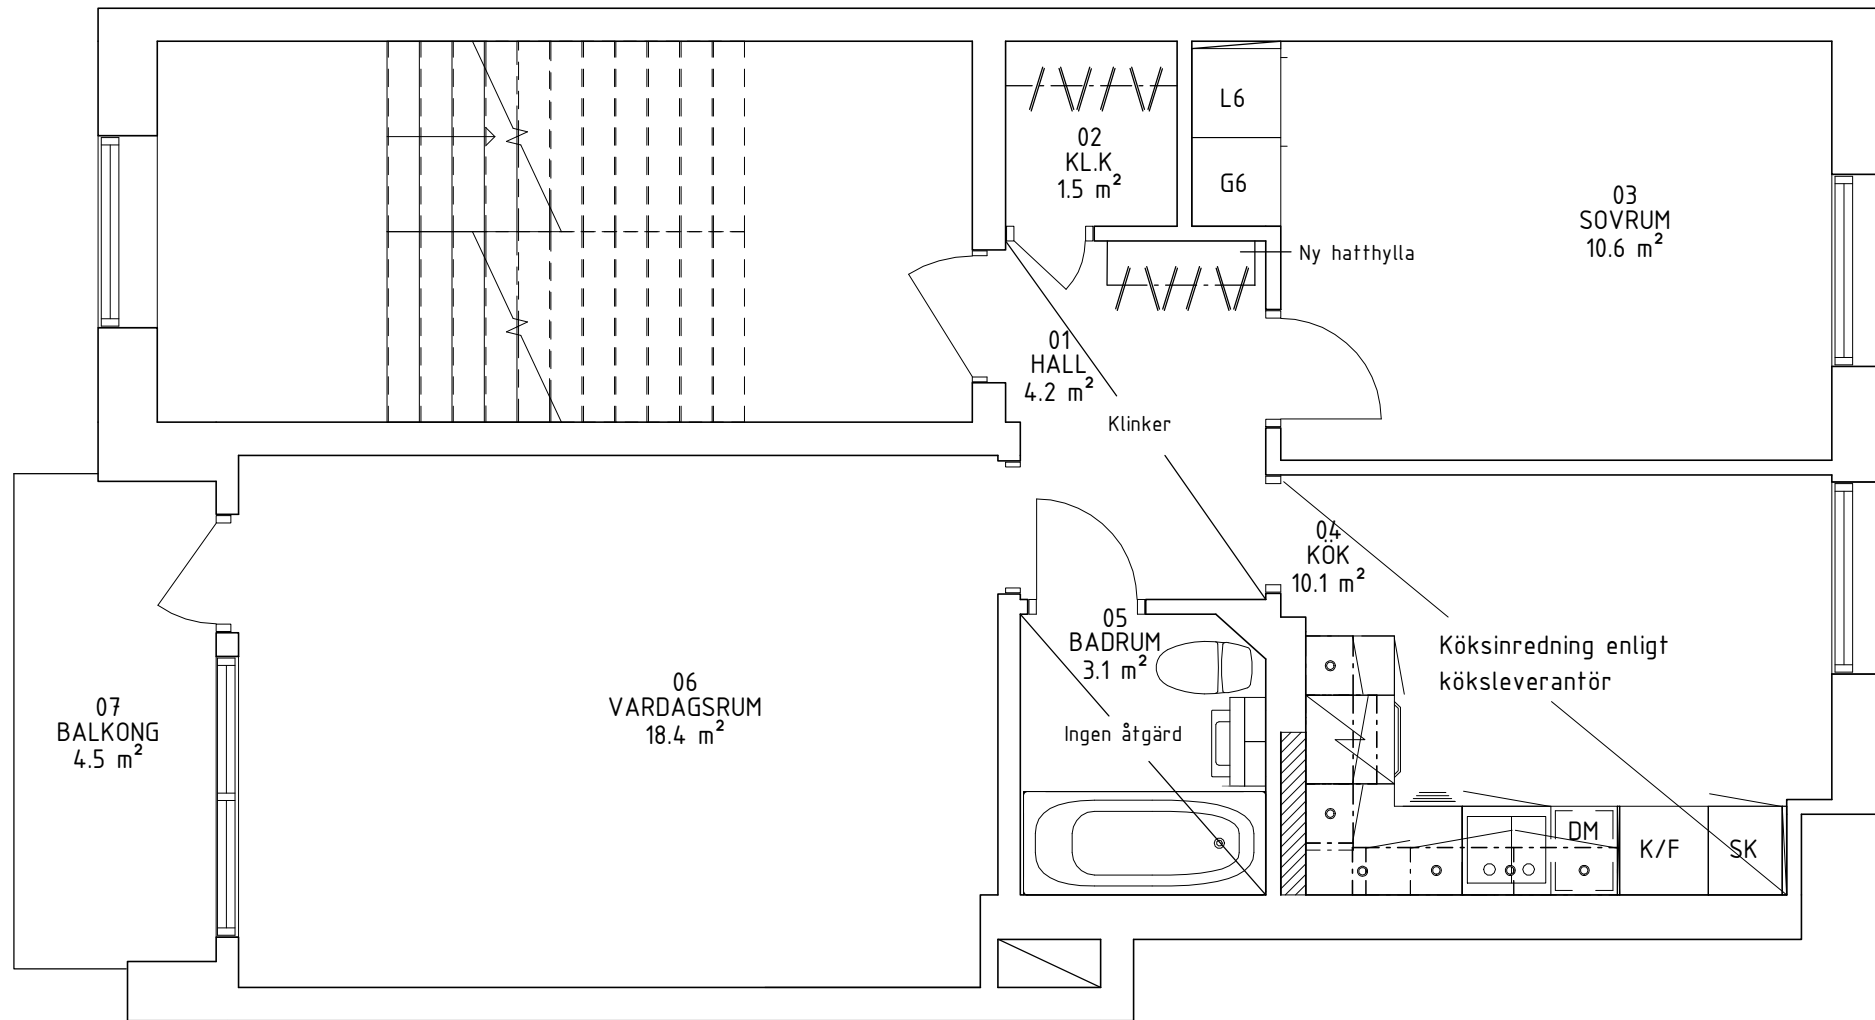 L6
G6
02
KL.K
1.5 m²
03
SOVRUM
10.6 m²
Ny hatthylla
01
HALL
4.2 m²
Klinker
04
KÖK
10.1 m²
05
BADRUM
3.1 m²
Köksinredning enligt
köksleverantör
Ingen åtgärd
06
VARDAGSRUM
18.4 m²
07
BALKONG
4.5 m²
DM
K/F
SK